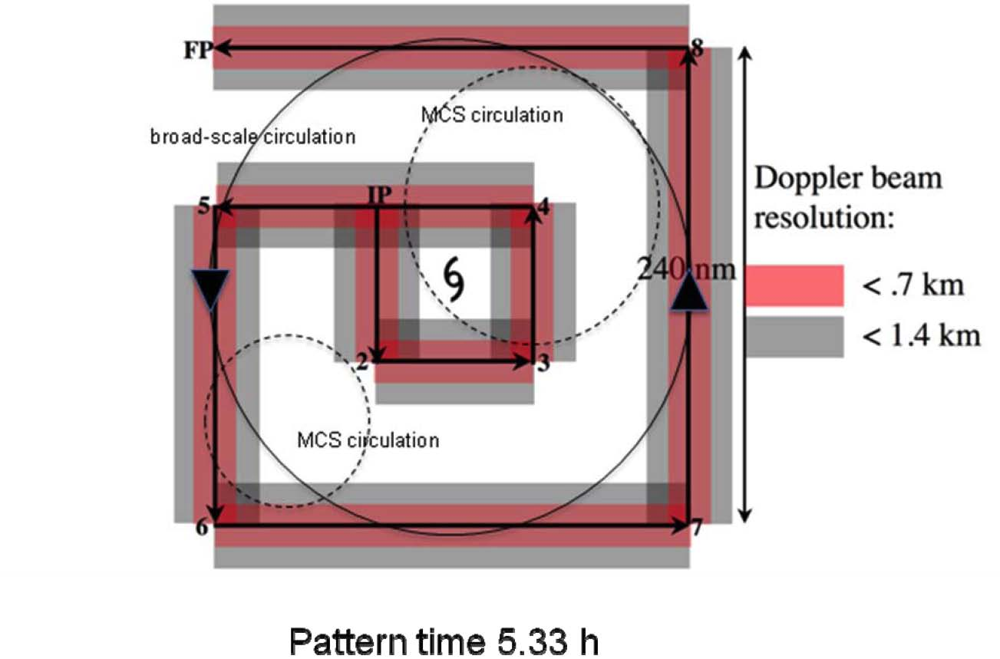 FP
8
MCS circulation
broad-scale circulation
Doppler beam
resolution:
IP
5
4
240 nm
< .7 km
< 1.4 km
2
3
MCS circulation
6
7
Pattern time 5.33 h